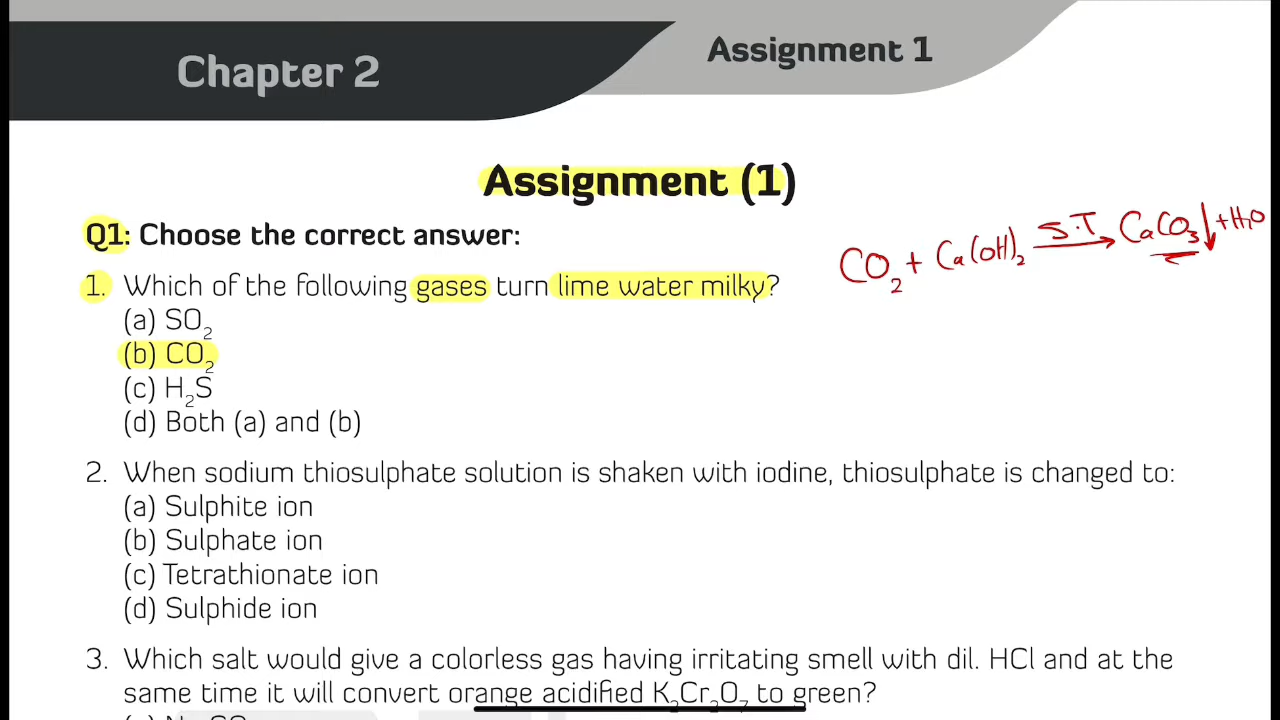 Chapter 2
Assignment 1
Assignment (1)
Q1: Choose the correct answer:
CO₂ + Ca(OH)₂ S.T → CaCO₃↓ + H₂O
1. Which of the following gases turn lime water milky?
(a) SO₂
(b) CO₂
(c) H₂S
(d) Both (a) and (b)
2. When sodium thiosulphate solution is shaken with iodine, thiosulphate is changed to:
(a) Sulphite ion
(b) Sulphate ion
(c) Tetrathionate ion
(d) Sulphide ion
3. Which salt would give a colorless gas having irritating smell with dil. HCl and at the
same time it will convert orange acidified K₂Cr₂O₇ to green?